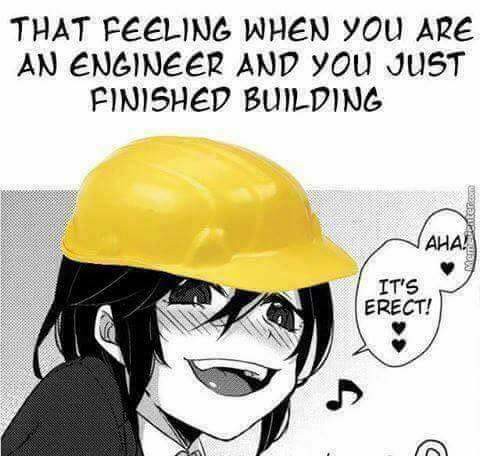 THAT FEELING WHEN YOU ARE
AN ENGINEER AND YOU JUST
FINISHED BUILDING
AHA!
♥
IT'S
ERECT!
♥
♥